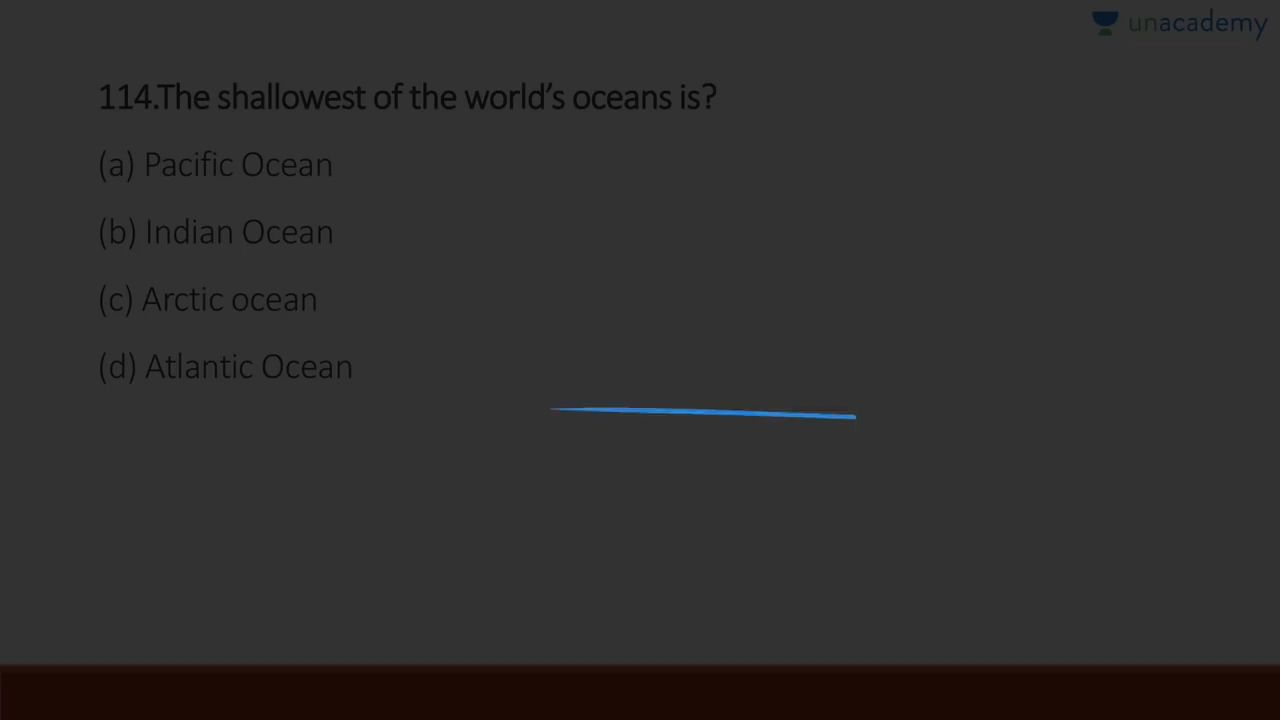 unacademy
114.The shallowest of the world’s oceans is?
(a) Pacific Ocean
(b) Indian Ocean
(c) Arctic ocean
(d) Atlantic Ocean